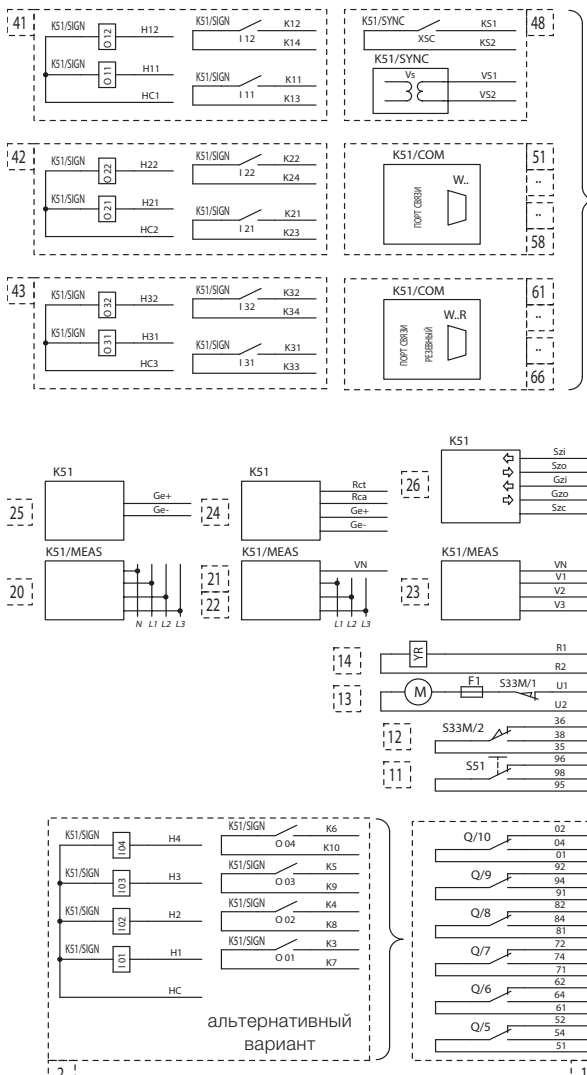 41
K51/SIGN
O 12
H12
K51/SIGN
O 11
H11
HC1
K51/SIGN
I 12
K12
K14
K51/SIGN
I 11
K11
K13
K51/SYNC
XSC
KS1
KS2
48
K51/SYNC
Vs
VS1
VS2
42
K51/SIGN
O 22
H22
K51/SIGN
O 21
H21
HC2
K51/SIGN
I 22
K22
K24
K51/SIGN
I 21
K21
K23
K51/COM
W..
ПОРТ СВЯЗИ
51
..
..
58
43
K51/SIGN
O 32
H32
K51/SIGN
O 31
H31
HC3
K51/SIGN
I 32
K32
K34
K51/SIGN
I 31
K31
K33
K51/COM
W..R
ПОРТ СВЯЗИ
РЕЗЕВНЫЙ
61
..
..
66
25
K51
Ge+
Ge-
24
K51
Rct
Rca
Ge+
Ge-
26
K51
Szi
Szo
Gzi
Gzo
Szc
20
K51/MEAS
N L1 L2 L3
21
22
K51/MEAS
VN
L1 L2 L3
23
K51/MEAS
VN
V1
V2
V3
14
YR
R1
R2
13
M
F1
S33M/1
U1
U2
12
S33M/2
36
38
35
11
S51
96
98
95
K51/SIGN
I 04
H4
K51/SIGN
I 03
H3
K51/SIGN
I 02
H2
K51/SIGN
I 01
H1
HC
K51/SIGN
O 04
K6
K10
K51/SIGN
O 03
K5
K9
K51/SIGN
O 02
K4
K8
K51/SIGN
O 01
K3
K7
альтернативный
вариант
2
Q/10
02
04
01
Q/9
92
94
91
Q/8
82
84
81
Q/7
72
74
71
Q/6
62
64
61
Q/5
52
54
51
1